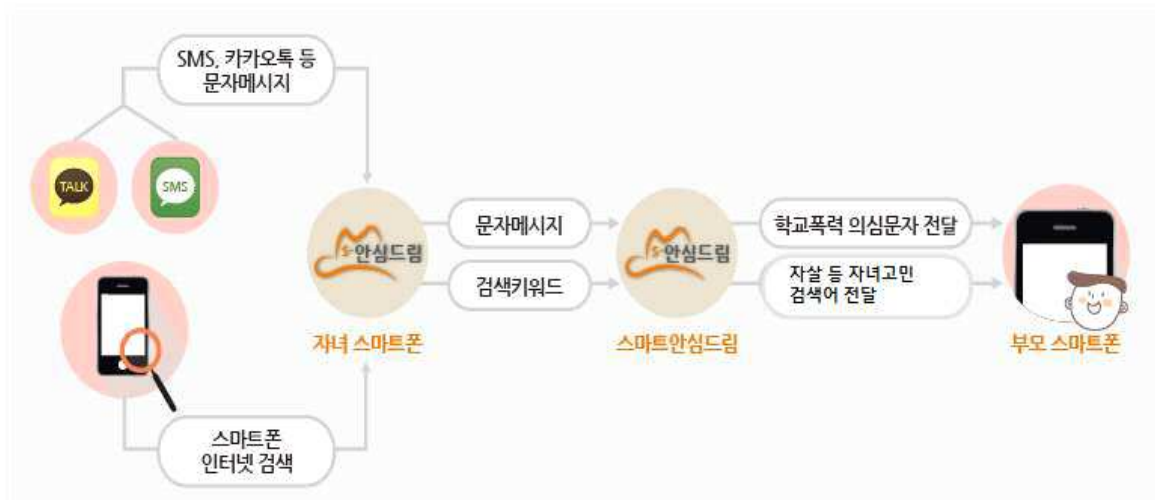 SMS, 카카오톡 등
문자메시지
TALK
SMS
S-안심드림
자녀 스마트폰
스마트폰
인터넷 검색
문자메시지
검색키워드
S-안심드림
스마트안심드림
학교폭력 의심문자 전달
자살 등 자녀고민
검색어 전달
부모 스마트폰